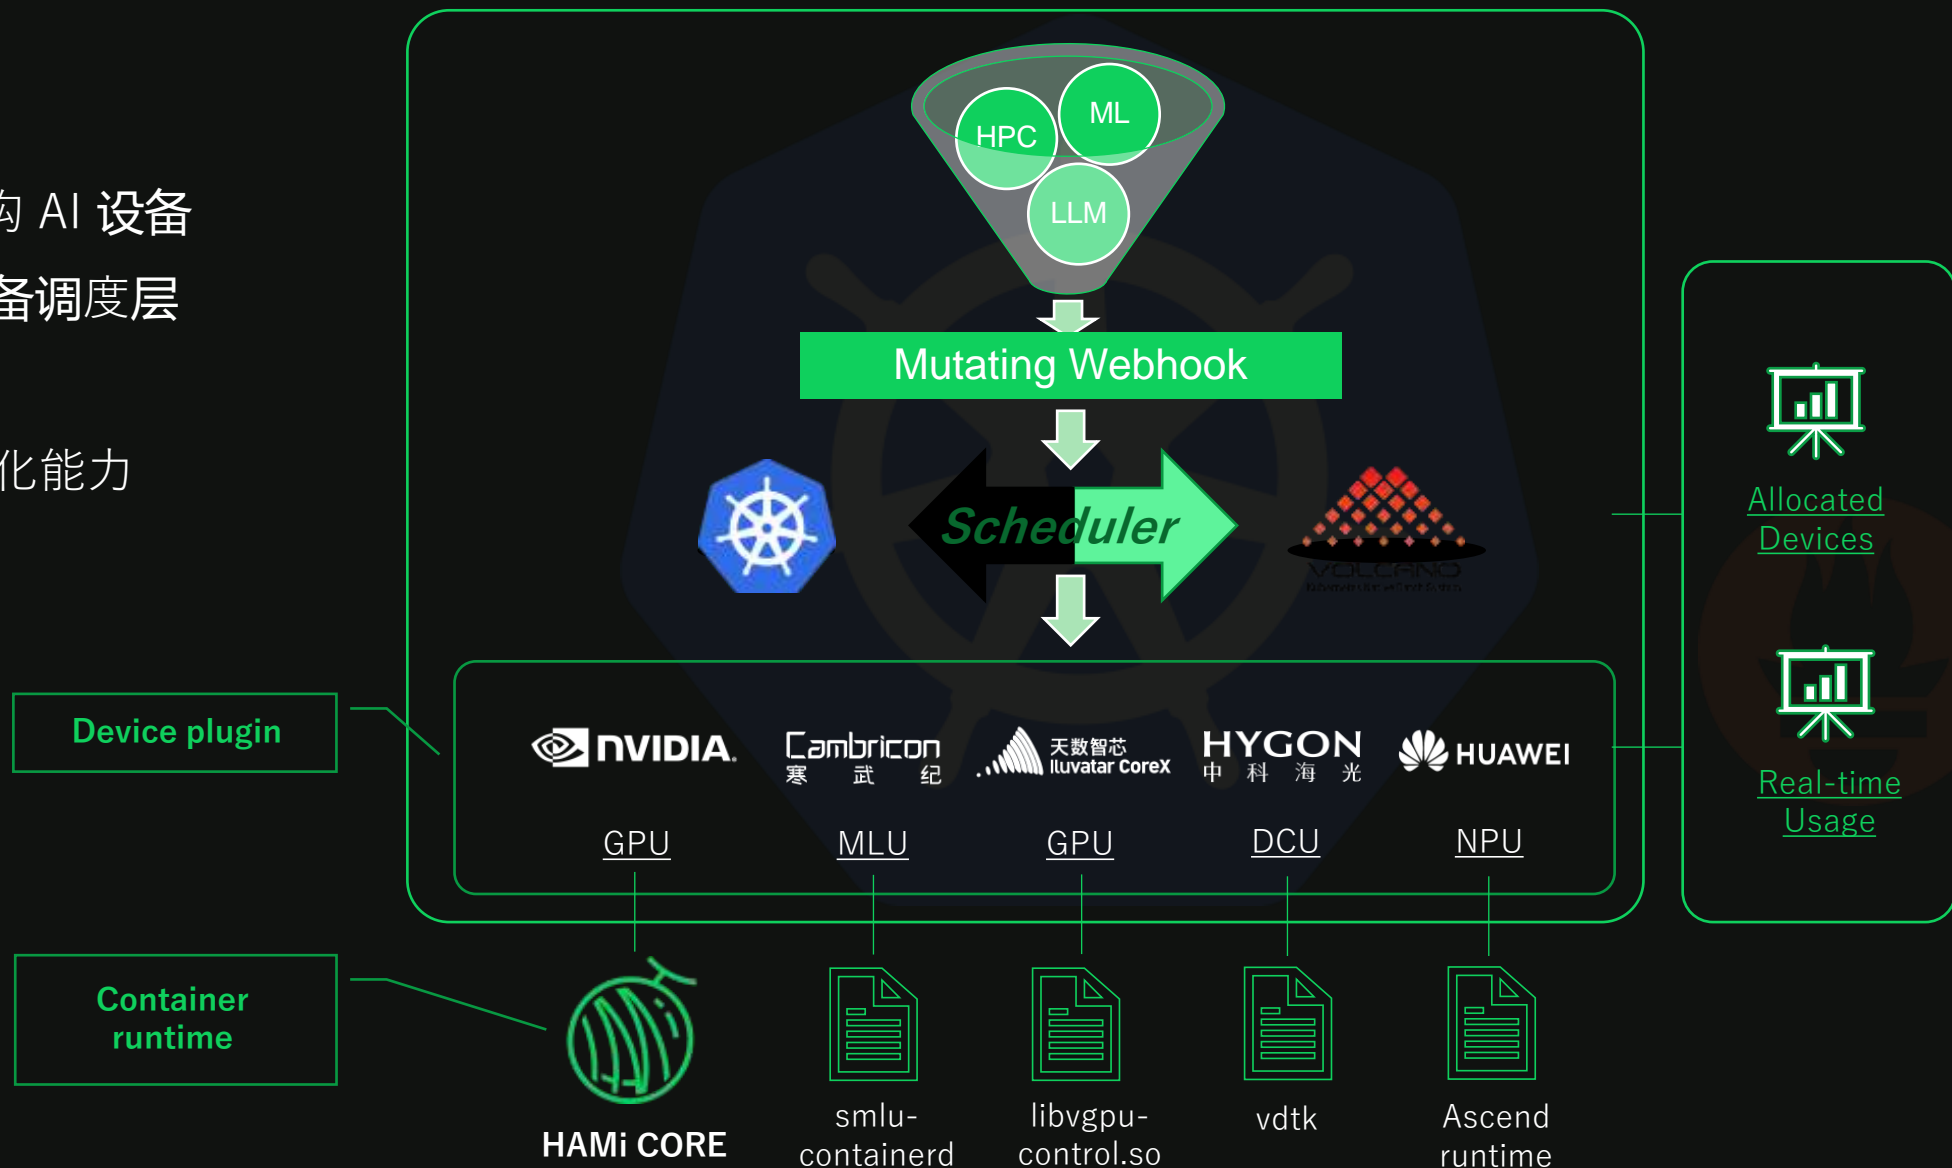 构 AI 设备
备调度层
化能力
HPC
ML
LLM
Mutating Webhook
Scheduler
VOLCANO
Allocated
Devices
Real-time
Usage
Device plugin
NVIDIA.
Cambricon
寒 武 纪
天数智芯
Iluvatar CoreX
HYGON
中 科 海 光
HUAWEI
GPU
MLU
GPU
DCU
NPU
Container
runtime
HAMi CORE
smlu-
containerd
libvgpu-
control.so
vdtk
Ascend
runtime